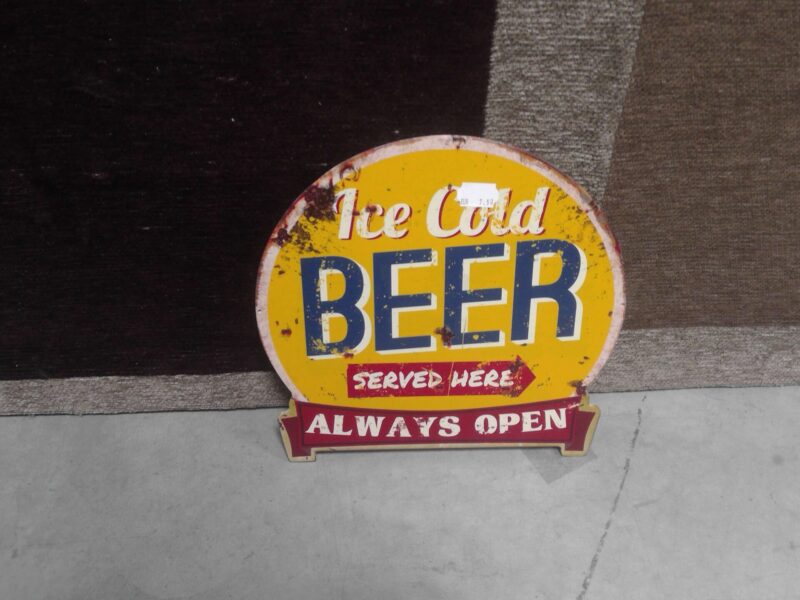 Ice Cold
BEER
SERVED HERE
ALWAYS OPEN